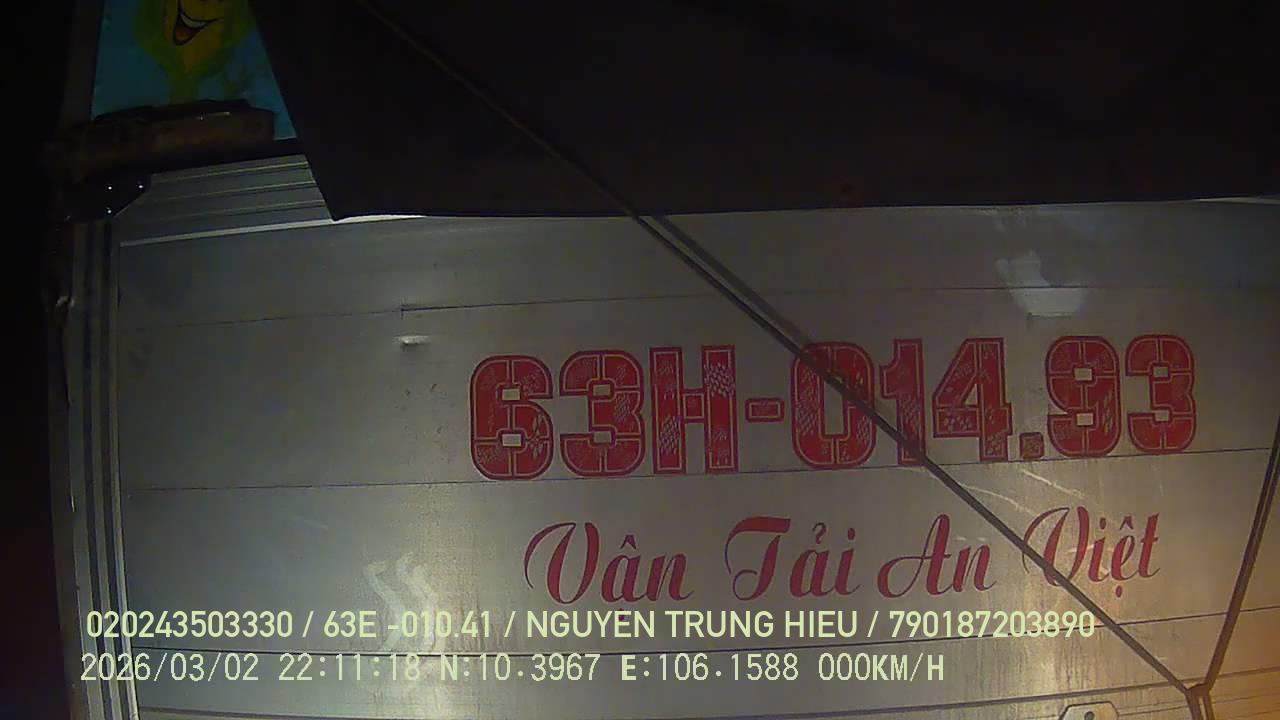 63H-014.93
Vận Tải An Việt
020243503330 / 63E -010.41 / NGUYEN TRUNG HIEU / 790187203890
2026/03/02 22:11:18 N:10.3967 E:106.1588 000KM/H